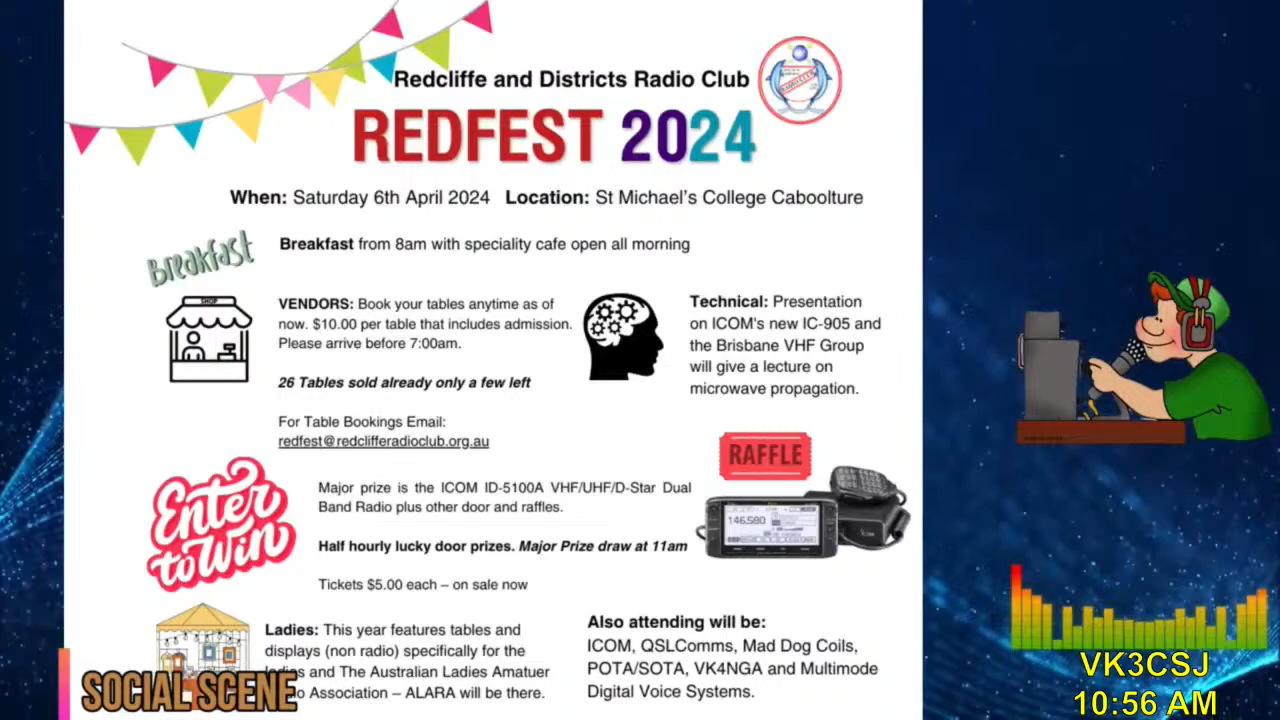 Redcliffe and Districts Radio Club
REDFEST 2024
When: Saturday 6th April 2024 Location: St Michael's College Caboolture
Breakfast
Breakfast from 8am with speciality cafe open all morning
SHOP
VENDORS: Book your tables anytime as of
now. $10.00 per table that includes admission.
Please arrive before 7:00am.
26 Tables sold already only a few left
For Table Bookings Email:
redfest@redclifferadioclub.org.au
Technical: Presentation
on ICOM's new IC-905 and
the Brisbane VHF Group
will give a lecture on
microwave propagation.
RAFFLE
146.580
Enter
to Win
Major prize is the ICOM ID-5100A VHF/UHF/D-Star Dual
Band Radio plus other door and raffles.
Half hourly lucky door prizes. Major Prize draw at 11am
Tickets $5.00 each – on sale now
Ladies: This year features tables and
displays (non radio) specifically for the
and The Australian Ladies Amatuer
Association – ALARA will be there.
Also attending will be:
ICOM, QSLComms, Mad Dog Coils,
POTA/SOTA, VK4NGA and Multimode
Digital Voice Systems.
SOCIAL SCENE
VK3CSJ
10:56 AM